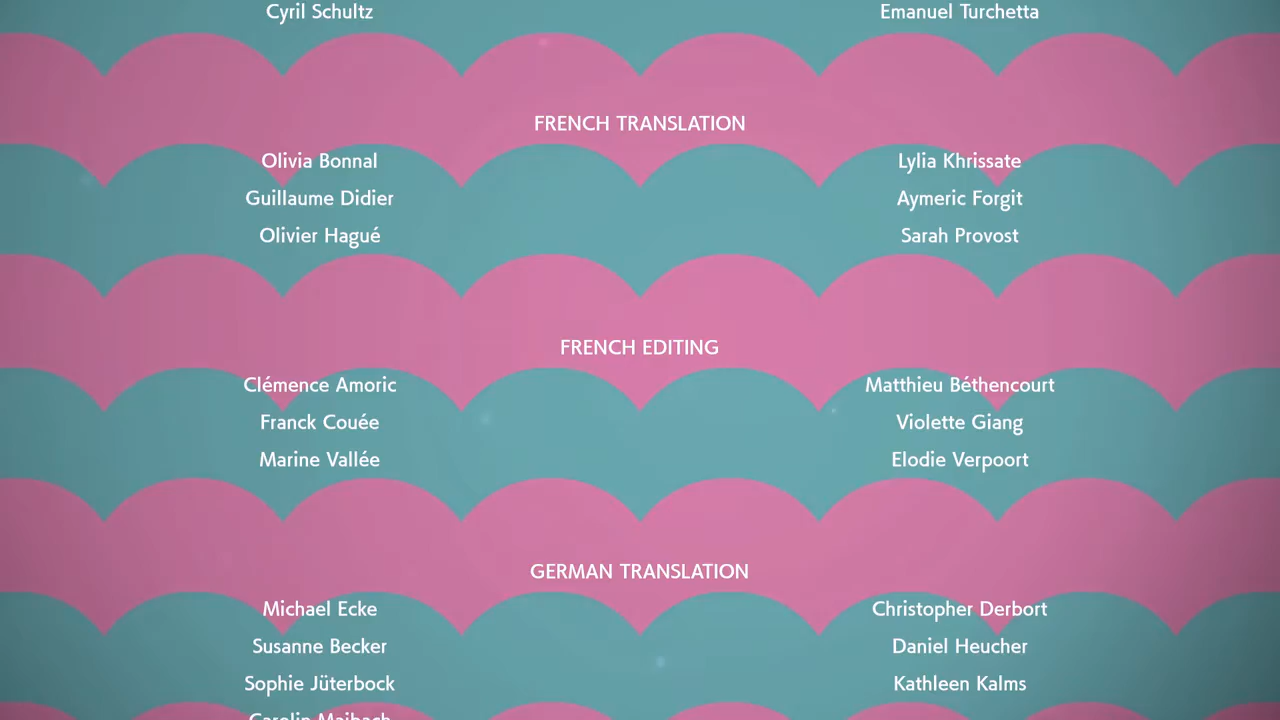 Cyril Schultz Emanuel Turchetta
FRENCH TRANSLATION
Olivia Bonnal Lylia Khrissate
Guillaume Didier Aymeric Forgit
Olivier Hagué Sarah Provost
FRENCH EDITING
Clémence Amoric Matthieu Béthencourt
Franck Couée Violette Giang
Marine Vallée Elodie Verpoort
GERMAN TRANSLATION
Michael Ecke Christopher Derbort
Susanne Becker Daniel Heucher
Sophie Jüterbock Kathleen Kalms
Carolin Maibach